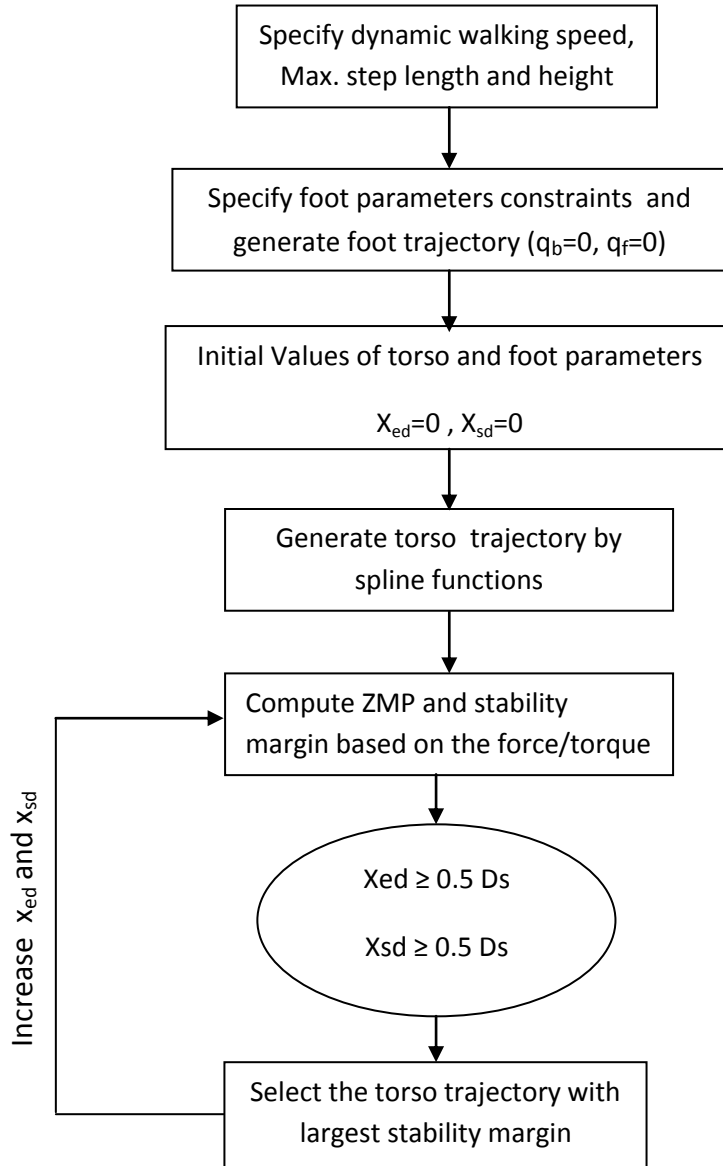 Specify dynamic walking speed,
Max. step length and height
Specify foot parameters constraints and
generate foot trajectory (qb=0, qf=0)
Initial Values of torso and foot parameters
Xed=0 , Xsd=0
Generate torso trajectory by
spline functions
Compute ZMP and stability
margin based on the force/torque
Increase xed and xsd
Xed ≥ 0.5 Ds
Xsd ≥ 0.5 Ds
Select the torso trajectory with
largest stability margin